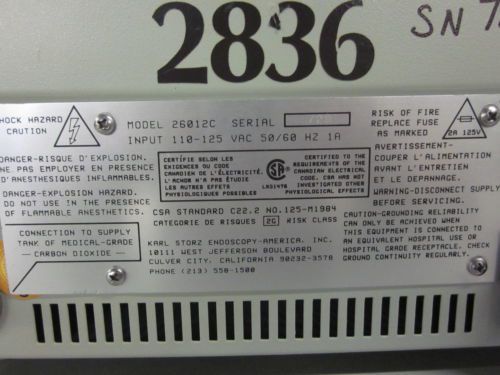 2836
SN 7
SHOCK HAZARD
CAUTION
MODEL 26012C SERIAL
INPUT 110-125 VAC 50/60 HZ 1A
RISK OF FIRE
REPLACE FUSE
AS MARKED
2A 125V
DANGER-RISQUE D'EXPLOSION.
NE PAS EMPLOYER EN PRESENCE
D'ANESTHESIQUES INFLAMMABLES.
DANGER-EXPLOSION HAZARD.
DO NOT USE IN THE PRESENCE
OF FLAMMABLE ANESTHETICS.
CONNECTION TO SUPPLY
TANK OF MEDICAL-GRADE
CARBON DIOXIDE
CERTIFIÉ SELON LES
EXIGENCES DU CODE
CANADIEN DE
L'ÉLECTRICITÉ.
L'ACNOR N'A PAS ÉTUDIÉ
LES AUTRES EFFETS
PHYSIOLOGIQUES
LR31478
CERTIFIED TO THE
REQUIREMENTS OF THE
CANADIAN ELECTRICAL
CODE. CSA HAS NOT
INVESTIGATED OTHER
PHYSIOLOGICAL EFFECTS
CSA STANDARD C22.2 NO.125-M1984
CATEGORIE DE RISQUES 2G RISK CLASS
KARL STORZ ENDOSCOPY-AMERICA, INC.
10111 WEST JEFFERSON BOULEVARD
CULVER CITY, CALIFORNIA 90232-3578
PHONE (213) 558-1500
AVERTISSEMENT-
COUPER L'ALIMENTATION
AVANT L'ENTRETIEN
ET LE DEPANNAGE.
WARNING-DISCONNECT SUPPLY
BEFORE SERVICING.
CAUTION-GROUNDING RELIABILITY
CAN ONLY BE ACHIEVED WHEN
THIS EQUIPMENT IS CONNECTED TO
AN EQUIVALENT HOSPITAL USE OR
HOSPITAL GRADE RECEPTACLE, CHECK
GROUND CONTINUITY REGULARLY.